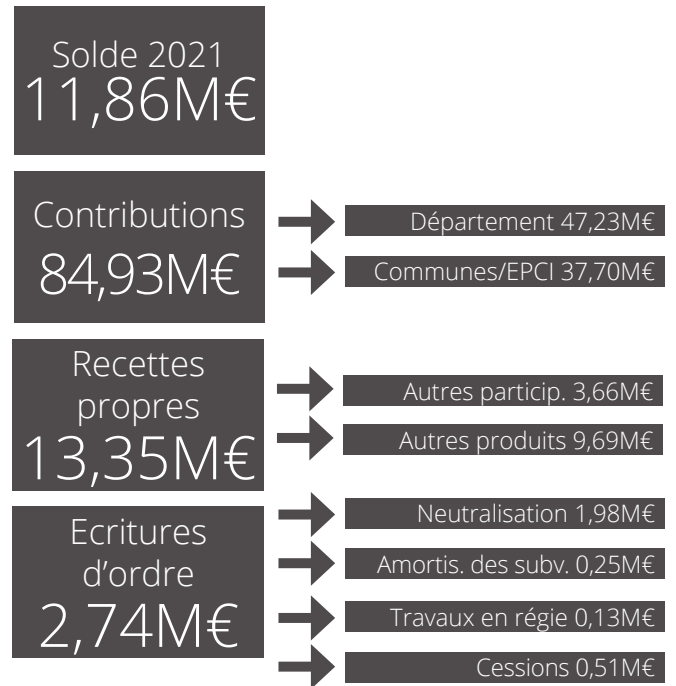 Solde 2021
11,86M€
Contributions
84,93M€
Département 47,23M€
Communes/EPCI 37,70M€
Recettes
propres
13,35M€
Autres particip. 3,66M€
Autres produits 9,69M€
Ecritures
d’ordre
2,74M€
Neutralisation 1,98M€
Amortis. des subv. 0,25M€
Travaux en régie 0,13M€
Cessions 0,51M€